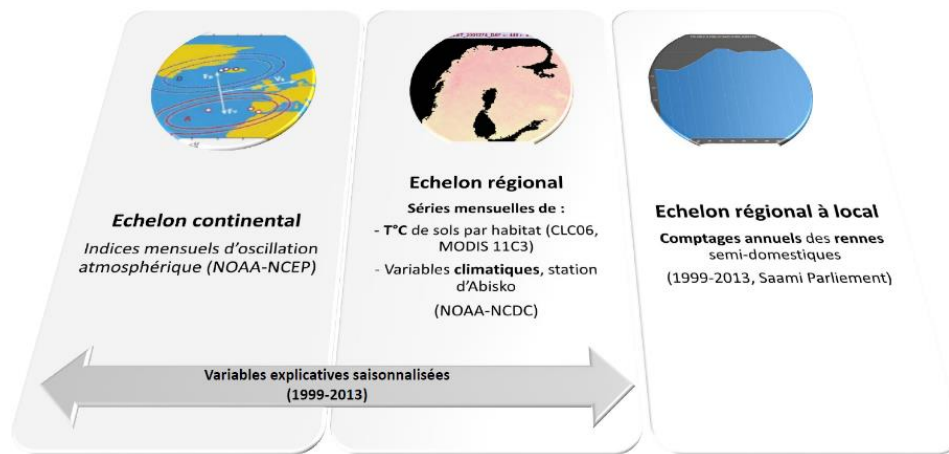 Echelon continental
Indices mensuels d'oscillation
atmosphérique (NOAA-NCEP)
Echelon régional
Séries mensuelles de :
- T°C de sols par habitat (CLC06,
MODIS 11C3)
- Variables climatiques, station
d'Abisko
(NOAA-NCDC)
Echelon régional à local
Comptages annuels des rennes
semi-domestiques
(1999-2013, Saami Parliement)
Variables explicatives saisonnalisées
(1999-2013)